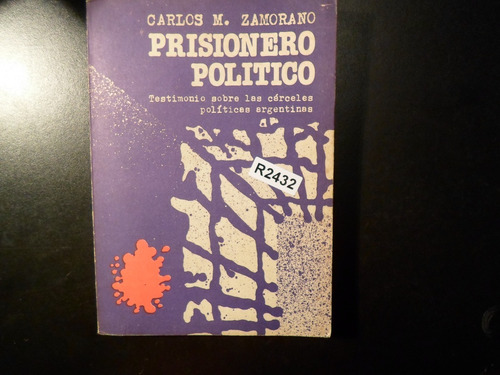 CARLOS M. ZAMORANO
PRISIONERO
POLITICO
Testimonio sobre las cárceles
políticas argentinas
R2432